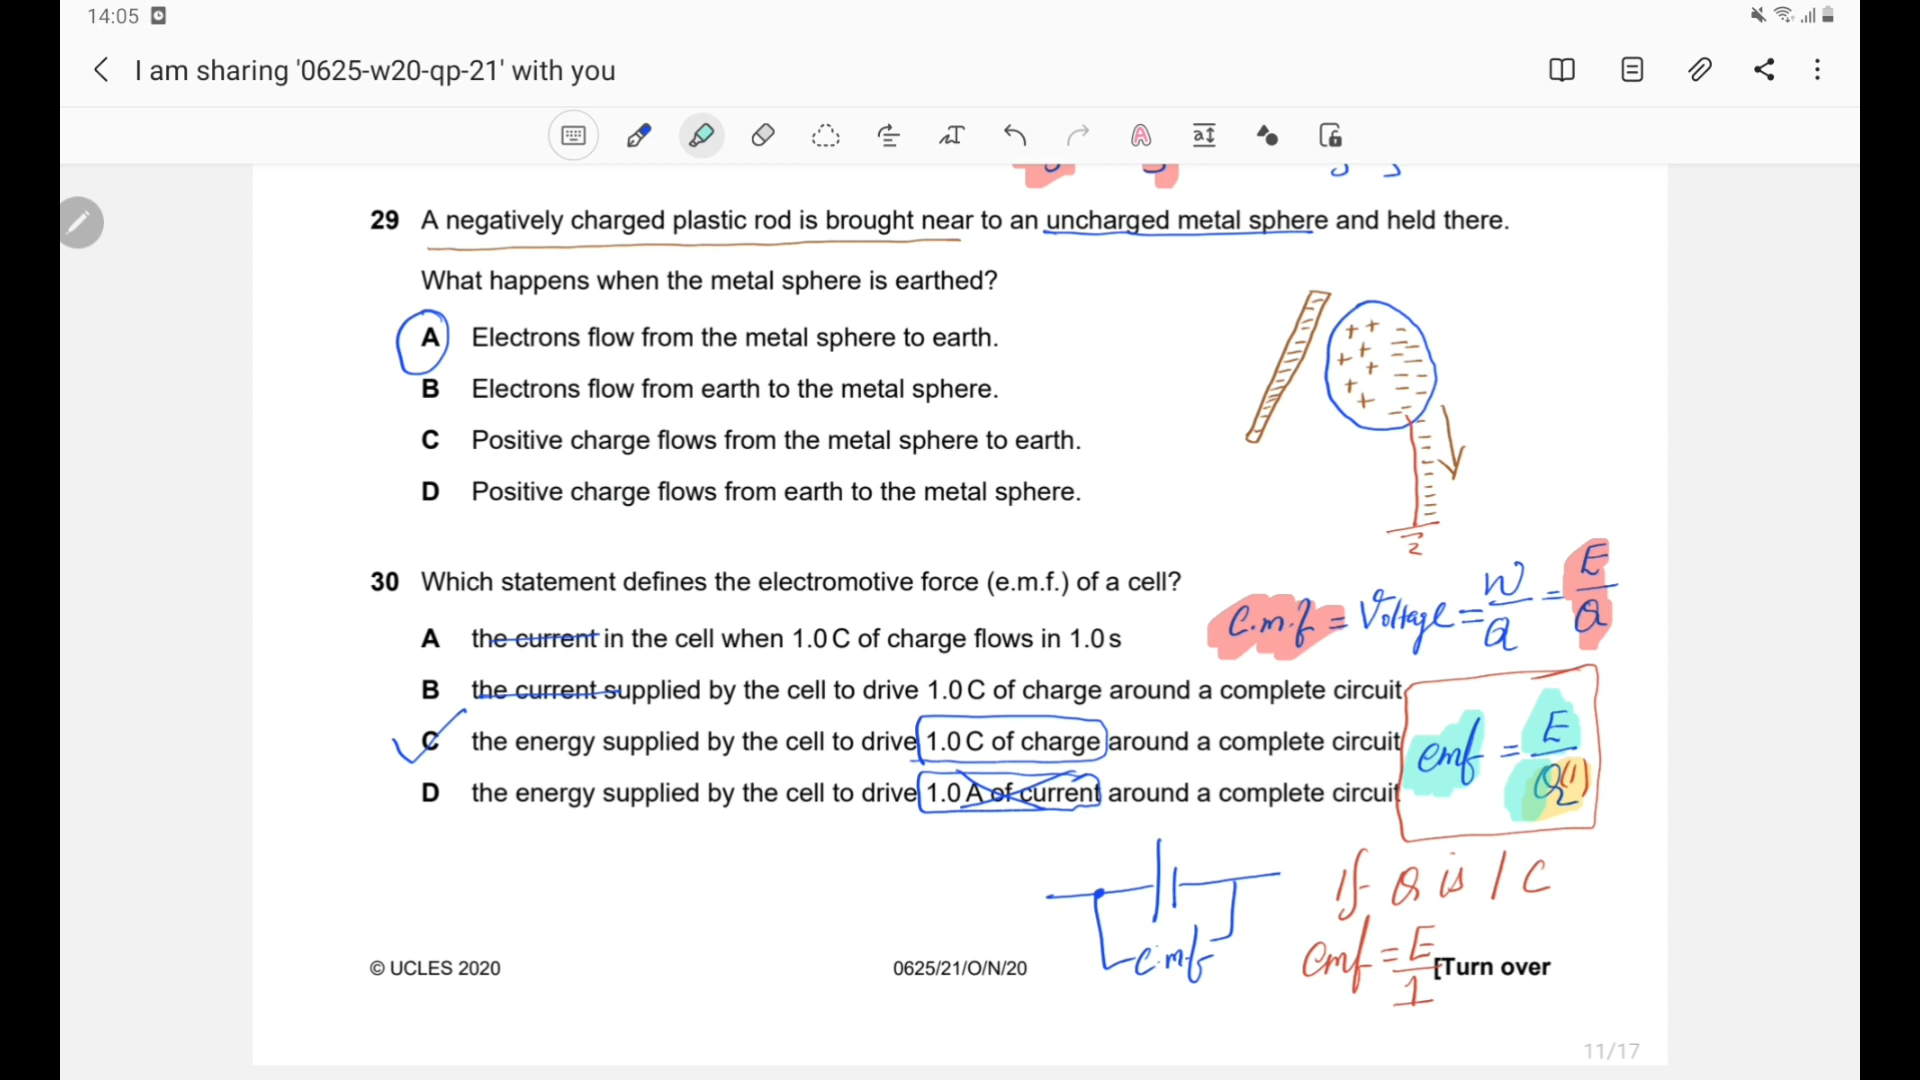 14:05
I am sharing '0625-w20-qp-21' with you
29 A negatively charged plastic rod is brought near to an uncharged metal sphere and held there.
What happens when the metal sphere is earthed?
A Electrons flow from the metal sphere to earth.
B Electrons flow from earth to the metal sphere.
C Positive charge flows from the metal sphere to earth.
D Positive charge flows from earth to the metal sphere.
30 Which statement defines the electromotive force (e.m.f.) of a cell?
e.m.f = Voltage = W/Q = E/Q
A the current in the cell when 1.0 C of charge flows in 1.0 s
B the current supplied by the cell to drive 1.0 C of charge around a complete circuit
C the energy supplied by the cell to drive 1.0 C of charge around a complete circuit
D the energy supplied by the cell to drive 1.0 A of current around a complete circuit
emf = E/Q(1)
If Q is 1 C
e.m.f
emf = E/1
© UCLES 2020
0625/21/O/N/20
[Turn over
11/17